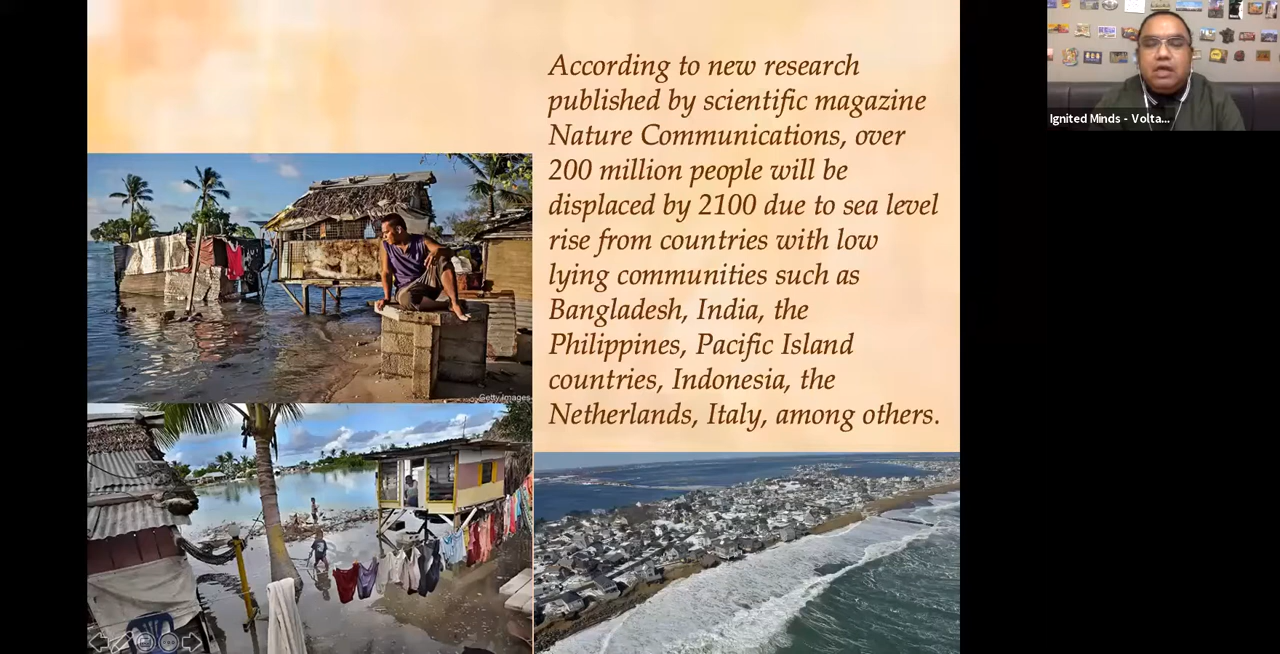 According to new research
published by scientific magazine
Nature Communications, over
200 million people will be
displaced by 2100 due to sea level
rise from countries with low
lying communities such as
Bangladesh, India, the
Philippines, Pacific Island
countries, Indonesia, the
Netherlands, Italy, among others.
Getty Images
Ignited Minds - Volta...